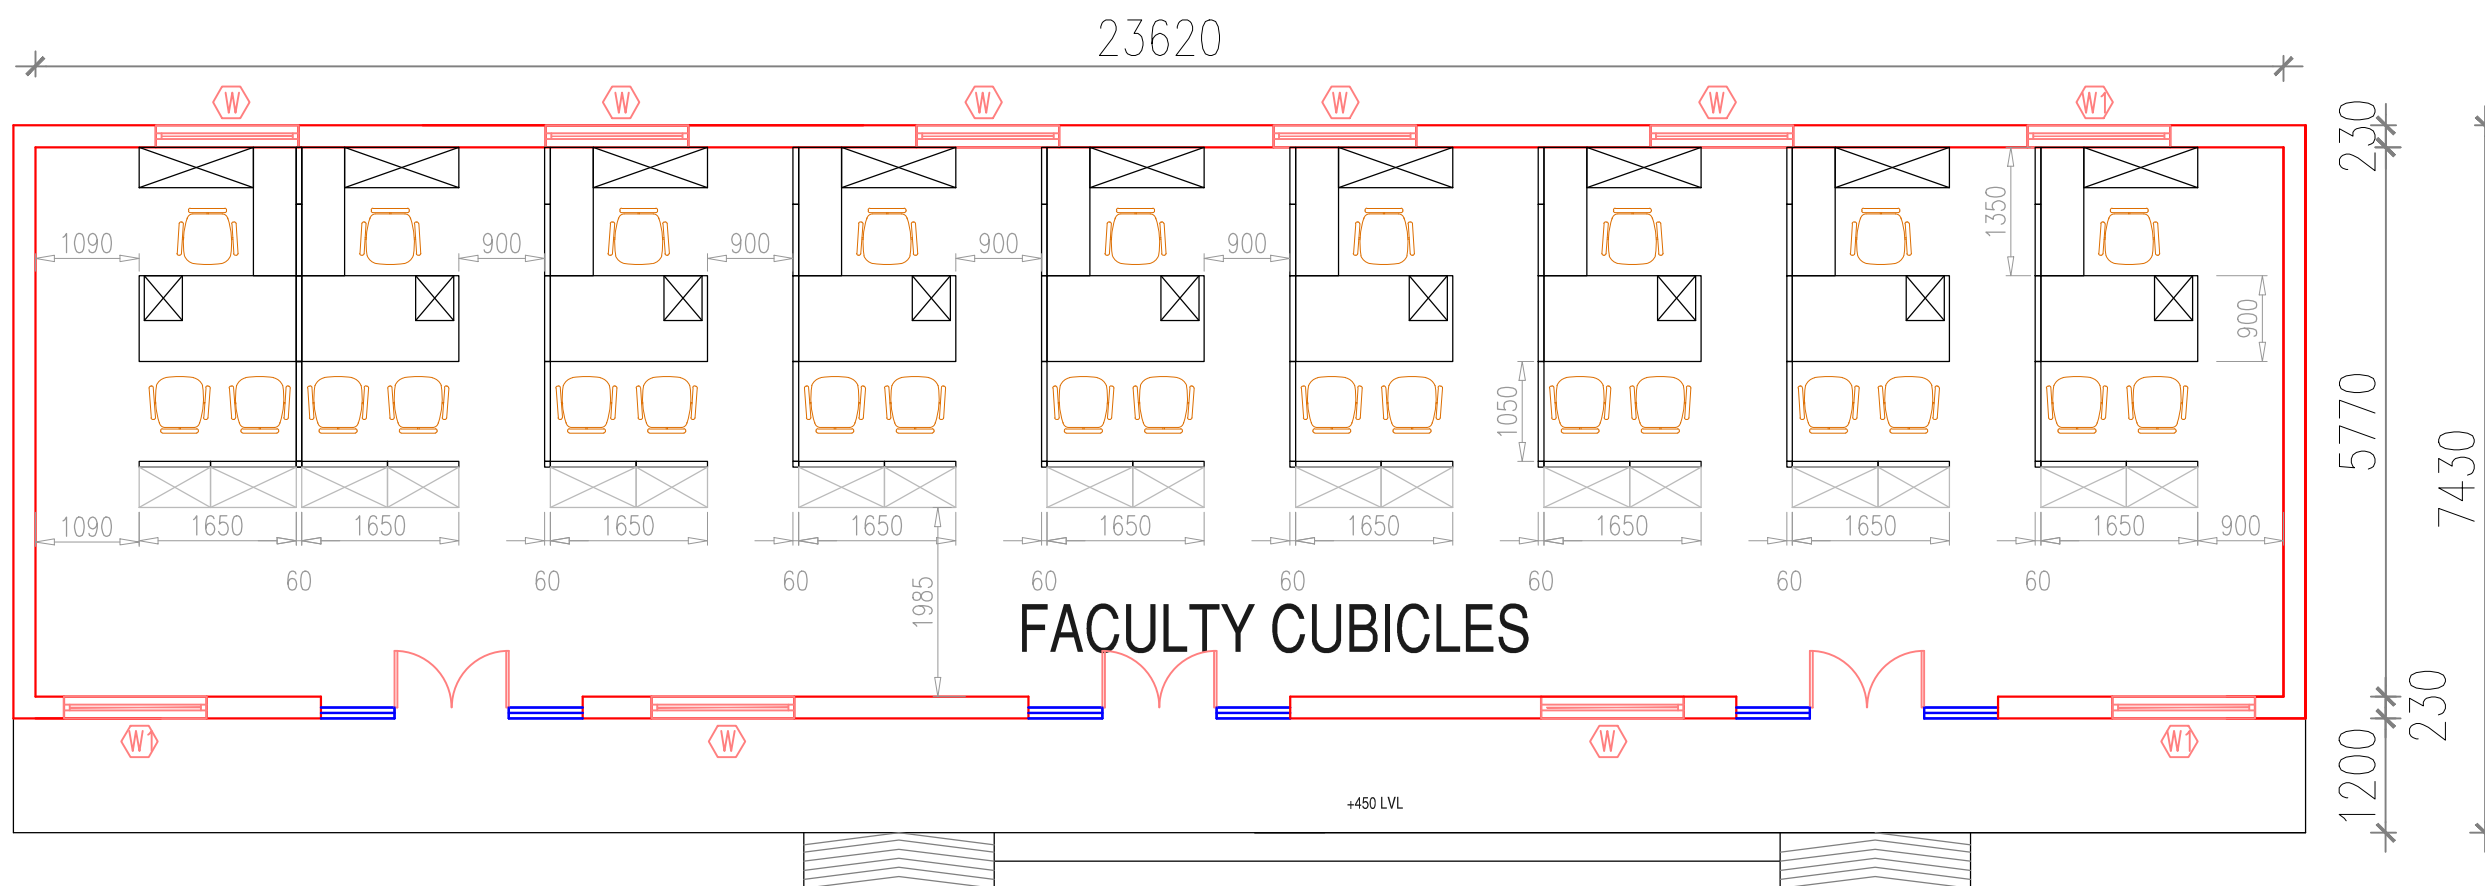 23620
W W W W W W1
230
1090 900 900 900 900 1350
900
1050
5770
7430
1090 1650 1650 1650 1650 1650 1650 1650 1650 1650 900
60 60 60 60 60 60 60 60
1985
FACULTY CUBICLES
230
W1 W W W1
1200
+450 LVL